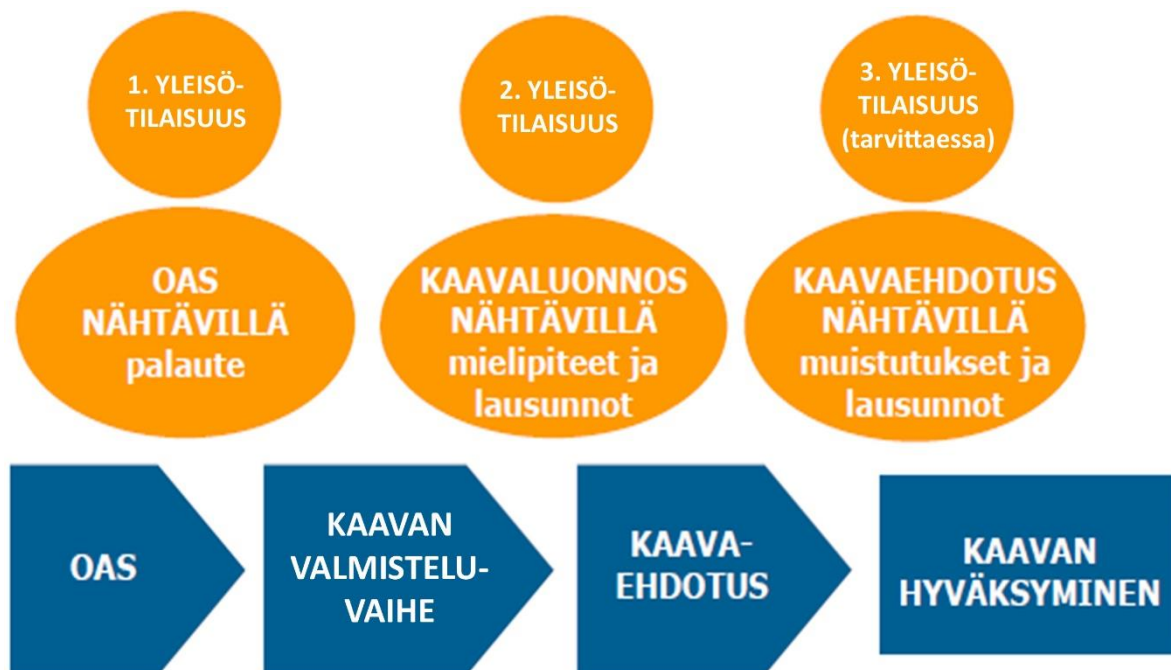 1. YLEISÖ-
TILAISUUS
2. YLEISÖ-
TILAISUUS
3. YLEISÖ-
TILAISUUS
(tarvittaessa)
OAS
NÄHTÄVILLÄ
palaute
KAAVALUONNOS
NÄHTÄVILLÄ
mielipiteet ja
lausunnot
KAAVAEHDOTUS
NÄHTÄVILLÄ
muistutukset ja
lausunnot
OAS
KAAVAN
VALMISTELU-
VAIHE
KAAVA-
EHDOTUS
KAAVAN
HYVÄKSYMINEN